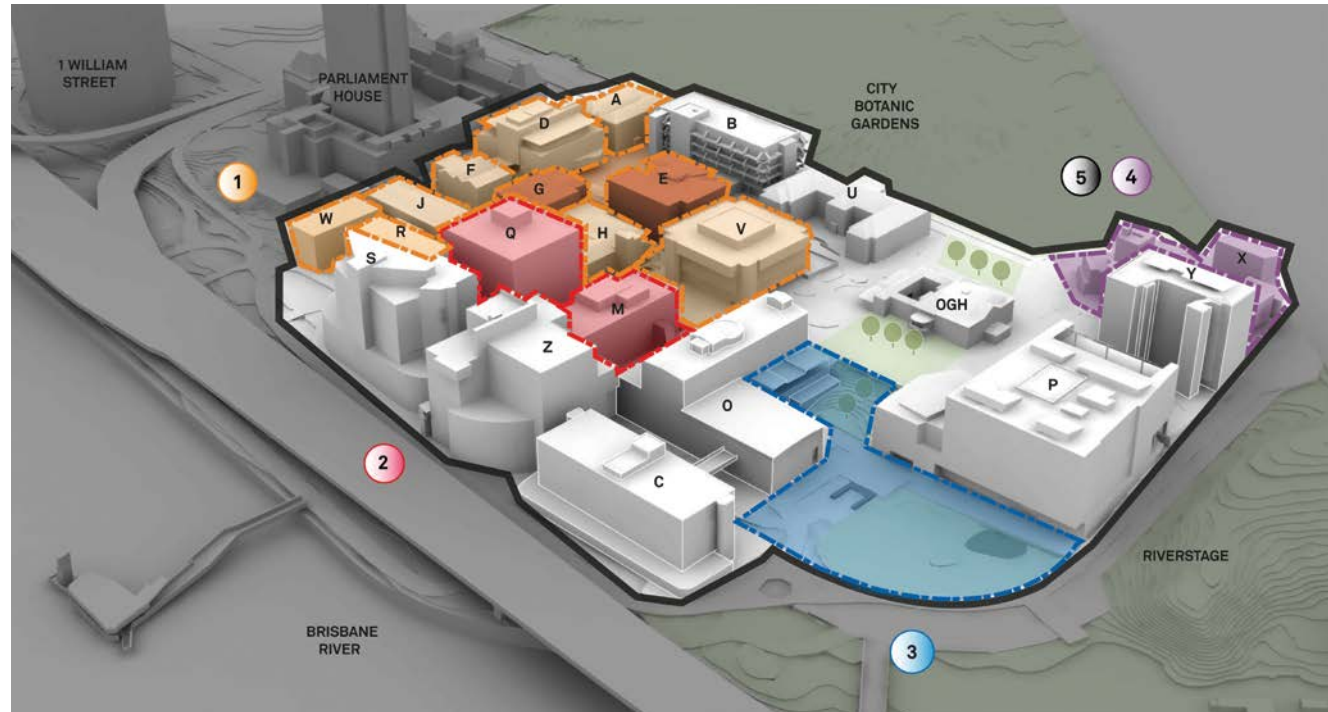 1 WILLIAM
STREET
PARLIAMENT
HOUSE
CITY
BOTANIC
GARDENS
A
B
D
F
G
E
U
5
4
1
W
J
R
Q
H
V
X
Y
S
OGH
M
Z
P
O
C
2
3
RIVERSTAGE
BRISBANE
RIVER